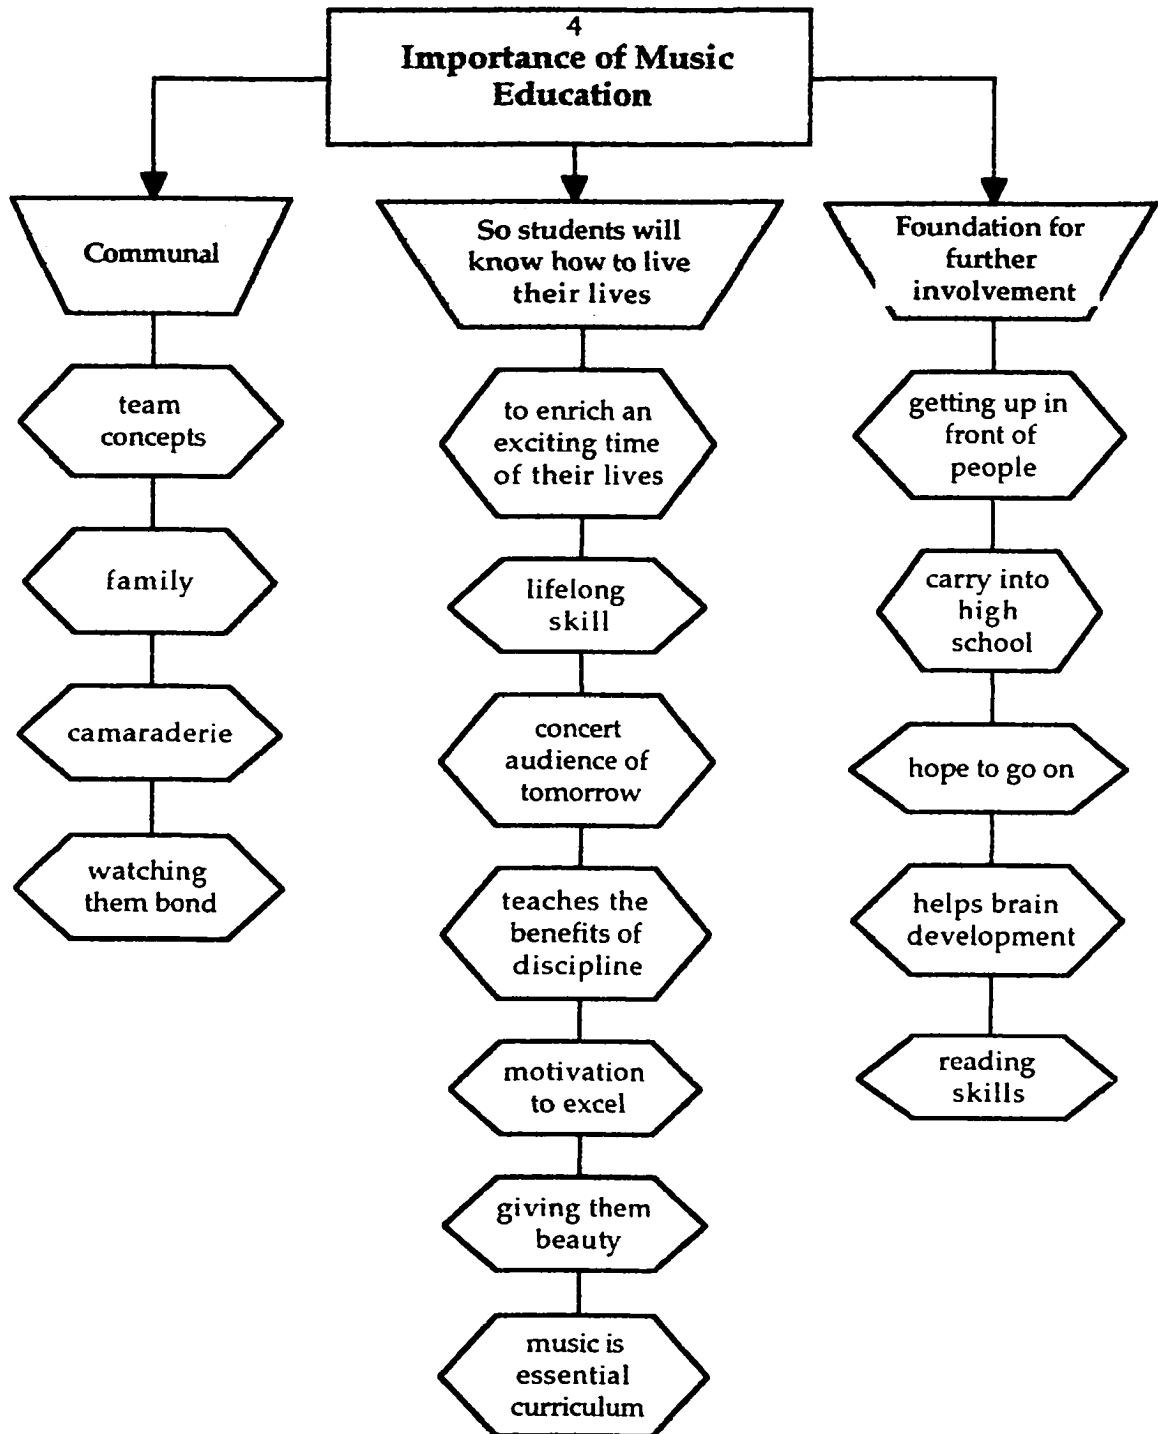 4
Importance of Music
Education
Communal
team
concepts
family
camaraderie
watching
them bond
So students will
know how to live
their lives
to enrich an
exciting time
of their lives
lifelong
skill
concert
audience of
tomorrow
teaches the
benefits of
discipline
motivation
to excel
giving them
beauty
music is
essential
curriculum
Foundation for
further
involvement
getting up in
front of
people
carry into
high
school
hope to go on
helps brain
development
reading
skills